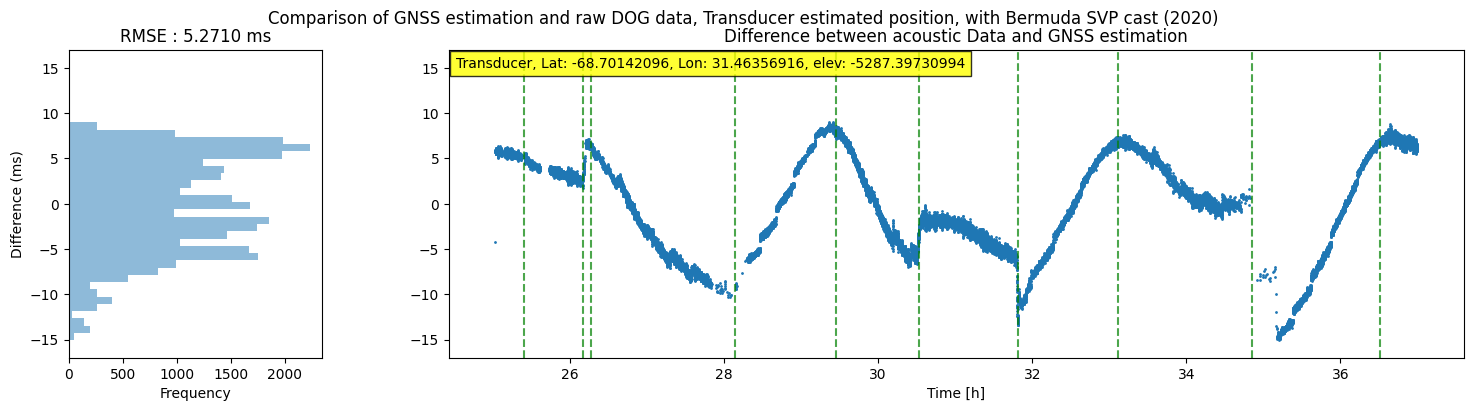 Comparison of GNSS estimation and raw DOG data, Transducer estimated position, with Bermuda SVP cast (2020)
RMSE : 5.2710 ms
Difference between acoustic Data and GNSS estimation
Transducer, Lat: -68.70142096, Lon: 31.46356916, elev: -5287.39730994
Difference (ms)
15
10
5
0
−5
−10
−15
0 500 1000 1500 2000
Frequency
15
10
5
0
−5
−10
−15
26 28 30 32 34 36
Time [h]